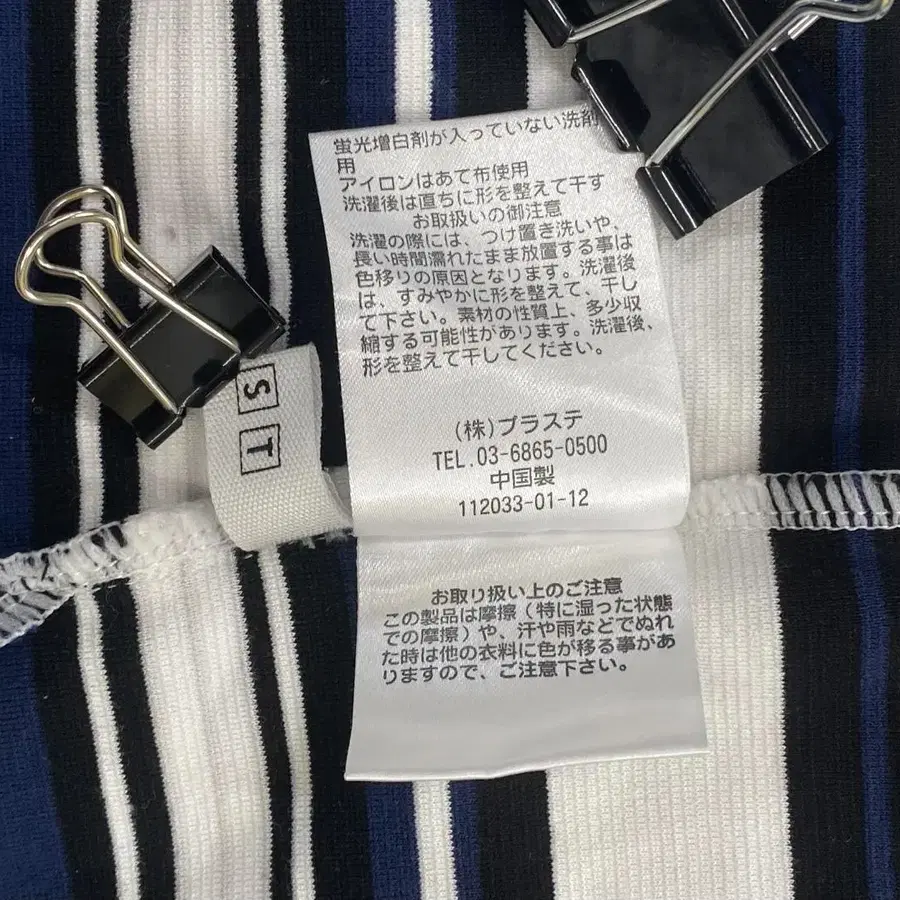 蛍光増白剤が入っていない洗剤
用
アイロンはあて布使用
洗濯後は直ちに形を整えて干す
お取扱いの御注意
洗濯の際には、つけ置き洗いや、
長い時間濡れたまま放置する事は
色移りの原因となります。洗濯後
は、すみやかに形を整えて、干し
て下さい。素材の性質上、多少収
縮する可能性があります。洗濯後、
形を整えて干してください。
(株)プラステ
TEL.03-6865-0500
中国製
112033-01-12
S T
お取り扱い上のご注意
この製品は摩擦(特に湿った状態
での摩擦)や、汗や雨などでぬれ
た時は他の衣料に色が移る事があ
りますので、ご注意下さい。